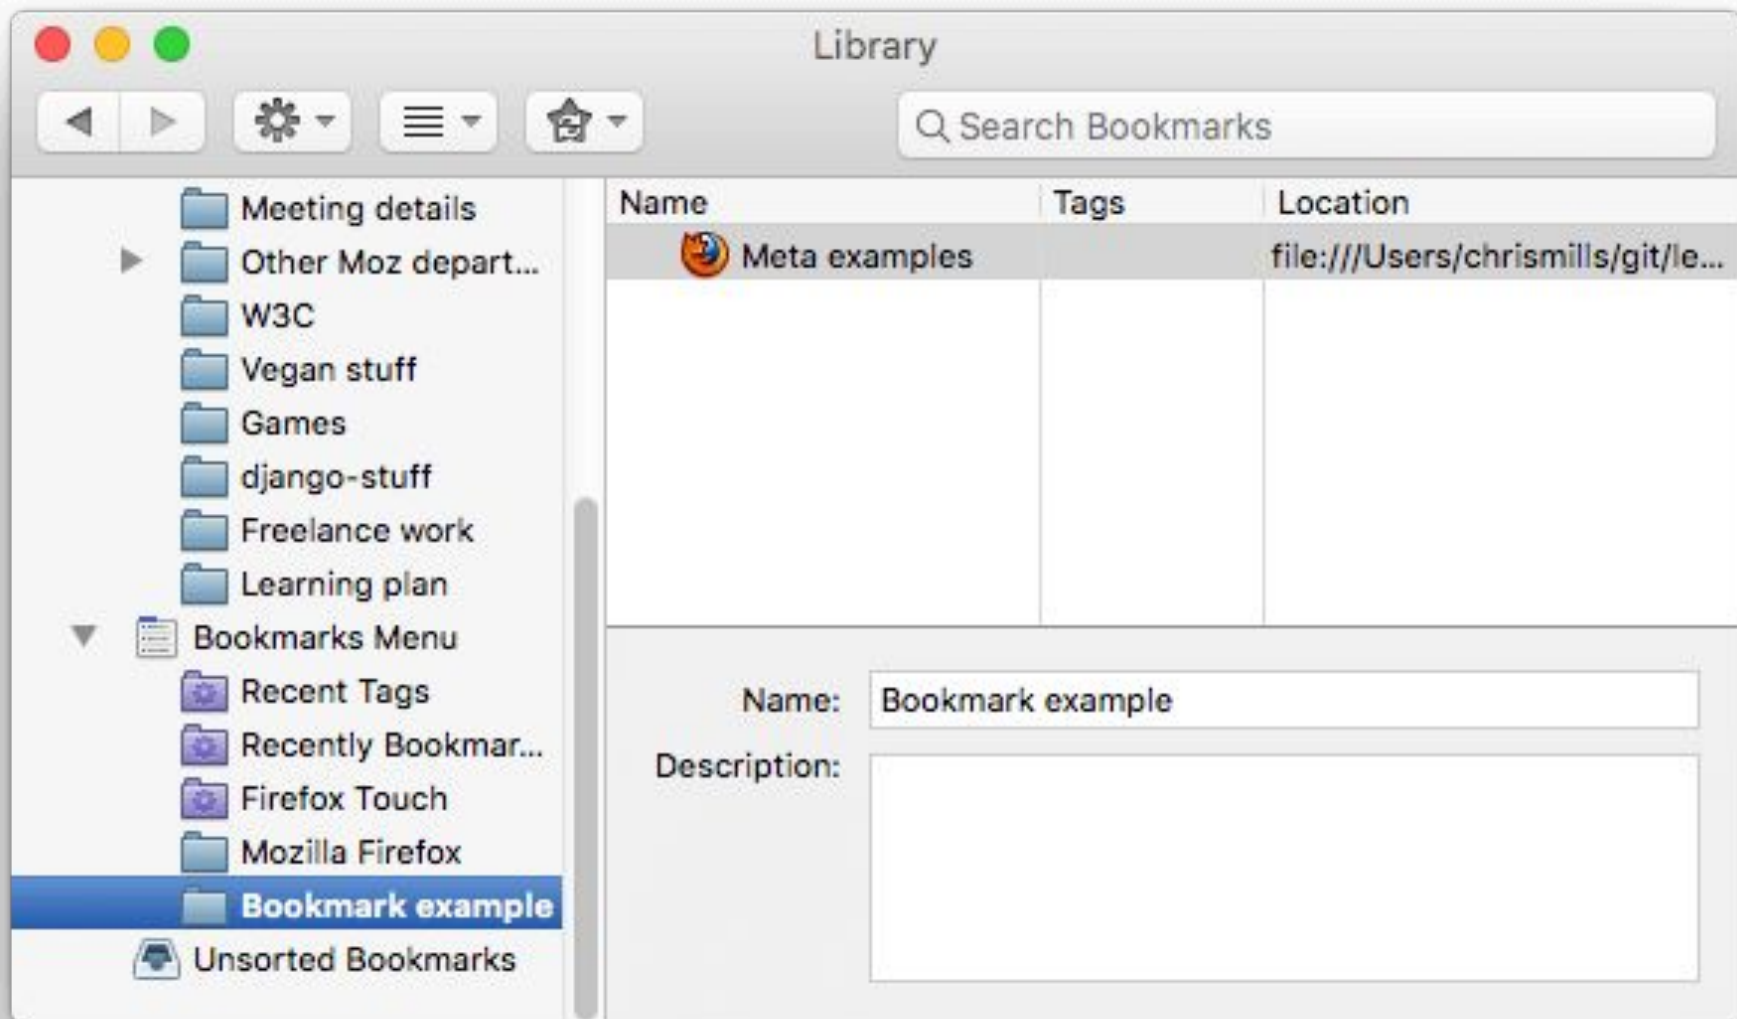 Library
Search Bookmarks
Meeting details
Other Moz depart...
W3C
Vegan stuff
Games
django-stuff
Freelance work
Learning plan
Bookmarks Menu
Recent Tags
Recently Bookmar...
Firefox Touch
Mozilla Firefox
Bookmark example
Unsorted Bookmarks
Name Tags Location
Meta examples file:///Users/chrismills/git/le...
Name: Bookmark example
Description: